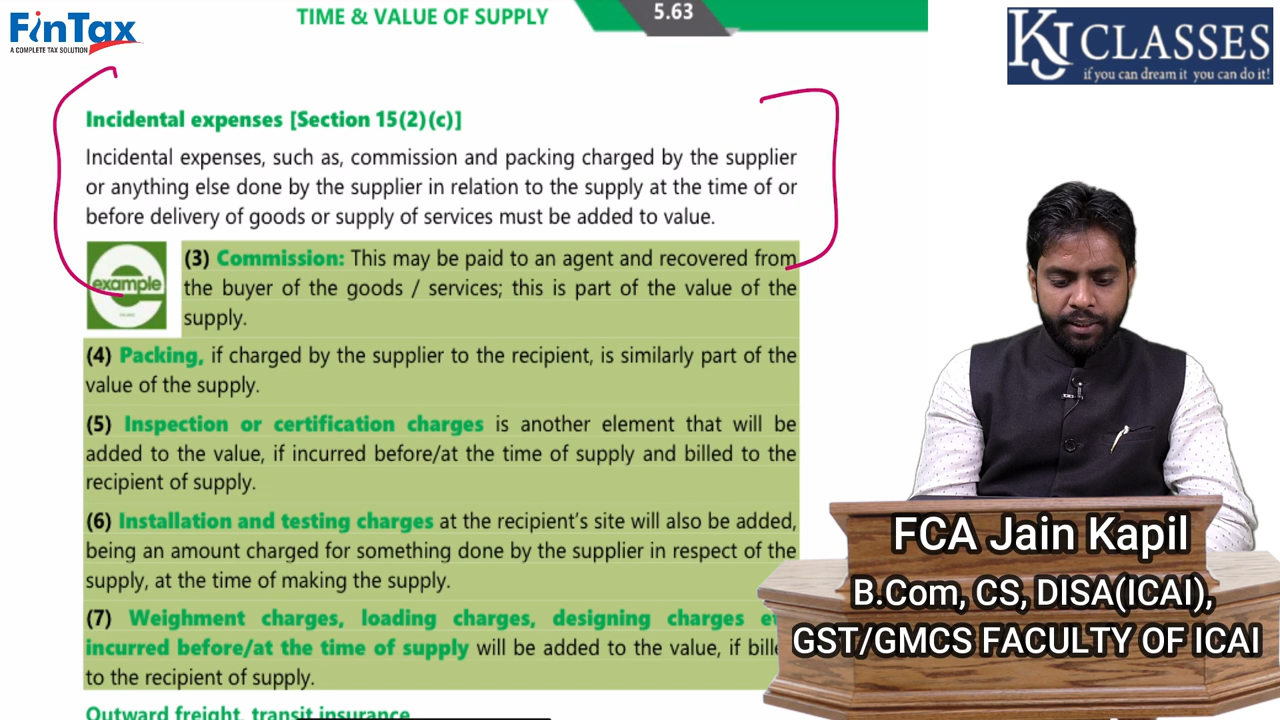 FinTax
A COMPLETE TAX SOLUTION
TIME & VALUE OF SUPPLY
5.63
KJ CLASSES
if you can dream it you can do it!
Incidental expenses [Section 15(2)(c)]
Incidental expenses, such as, commission and packing charged by the supplier
or anything else done by the supplier in relation to the supply at the time of or
before delivery of goods or supply of services must be added to value.
example
(3) Commission: This may be paid to an agent and recovered from
the buyer of the goods / services; this is part of the value of the
supply.
(4) Packing, if charged by the supplier to the recipient, is similarly part of the
value of the supply.
(5) Inspection or certification charges is another element that will be
added to the value, if incurred before/at the time of supply and billed to the
recipient of supply.
(6) Installation and testing charges at the recipient's site will also be added,
being an amount charged for something done by the supplier in respect of the
supply, at the time of making the supply.
(7) Weighment charges, loading charges, designing charges
incurred before/at the time of supply will be added to the value, if
to the recipient of supply.
Outward freight, transit insurance
FCA Jain Kapil
B.Com, CS, DISA(ICAI),
GST/GMCS FACULTY OF ICAI